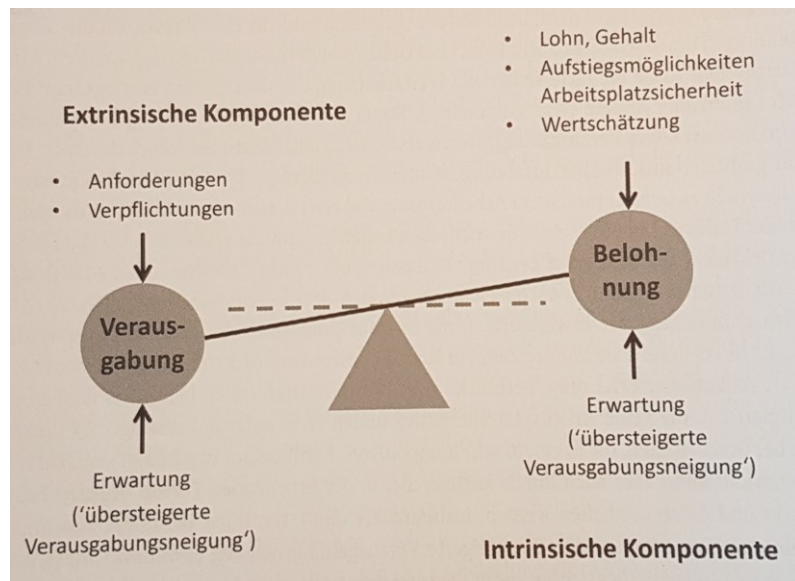 Extrinsische Komponente
• Anforderungen
• Verpflichtungen
Veraus-
gabung
Erwartung
(‘übersteigerte
Verausgabungsneigung‘)
• Lohn, Gehalt
• Aufstiegsmöglichkeiten
Arbeitsplatzsicherheit
• Wertschätzung
Beloh-
nung
Erwartung
(‘übersteigerte
Verausgabungsneigung‘)
Intrinsische Komponente